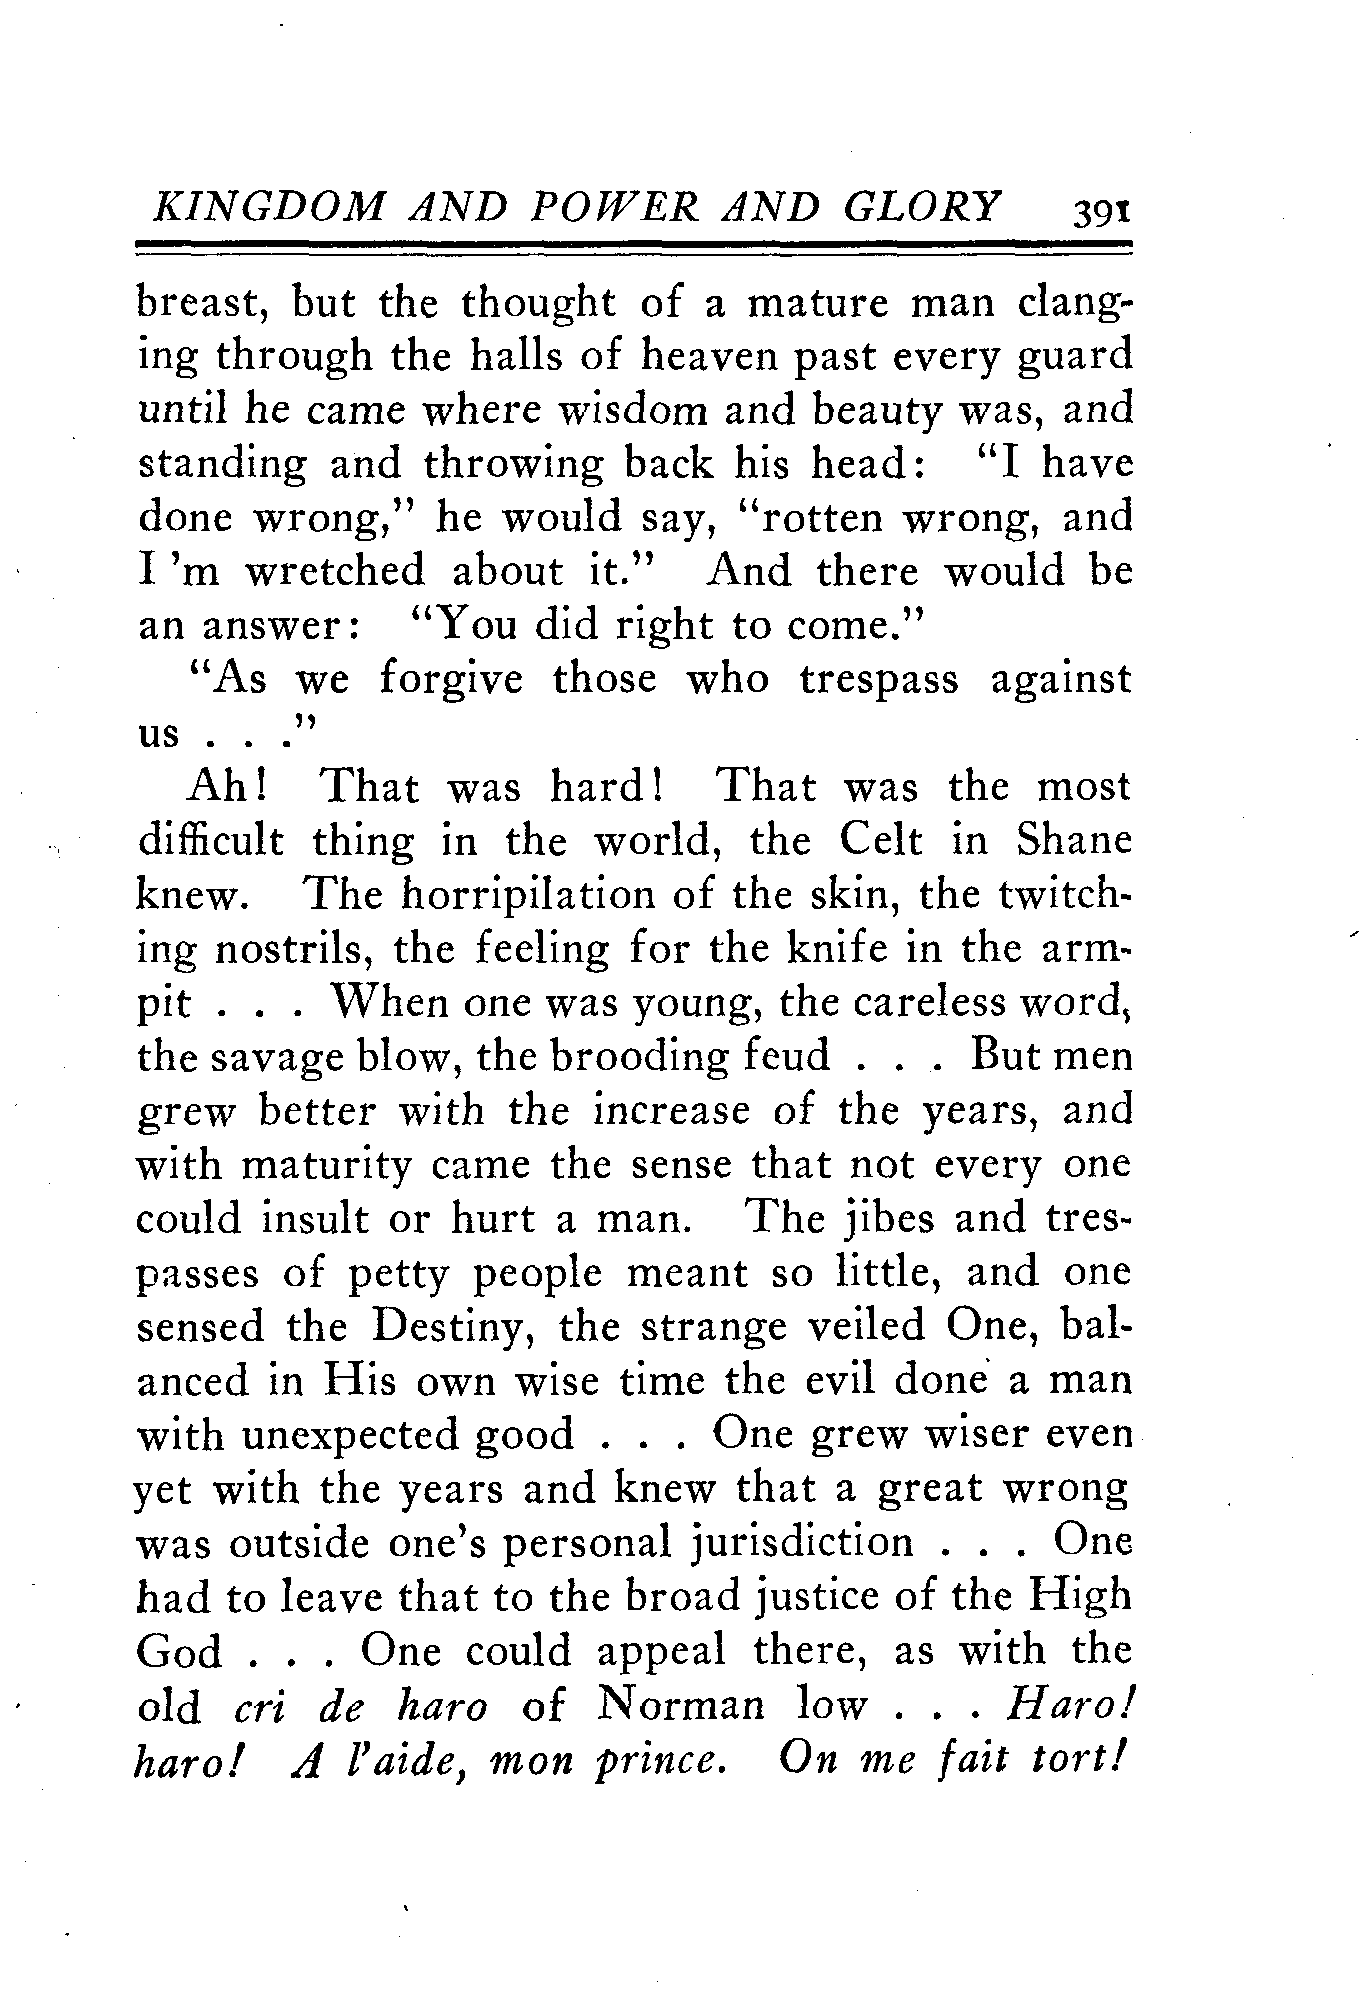 KINGDOM AND POWER AND GLORY 391
breast, but the thought of a mature man clang-
ing through the halls of heaven past every guard
until he came where wisdom and beauty was, and
standing and throwing back his head: "I have
done wrong," he would say, "rotten wrong, and
I 'm wretched about it." And there would be
an answer: "You did right to come."
"As we forgive those who trespass against
us . . ."
Ah! That was hard! That was the most
difficult thing in the world, the Celt in Shane
knew. The horripilation of the skin, the twitch-
ing nostrils, the feeling for the knife in the arm-
pit . . . When one was young, the careless word,
the savage blow, the brooding feud . . . But men
grew better with the increase of the years, and
with maturity came the sense that not every one
could insult or hurt a man. The jibes and tres-
passes of petty people meant so little, and one
sensed the Destiny, the strange veiled One, bal-
anced in His own wise time the evil done a man
with unexpected good . . . One grew wiser even
yet with the years and knew that a great wrong
was outside one's personal jurisdiction . . . One
had to leave that to the broad justice of the High
God . . . One could appeal there, as with the
old cri de haro of Norman low . . . Haro!
haro! A l'aide, mon prince. On me fait tort!